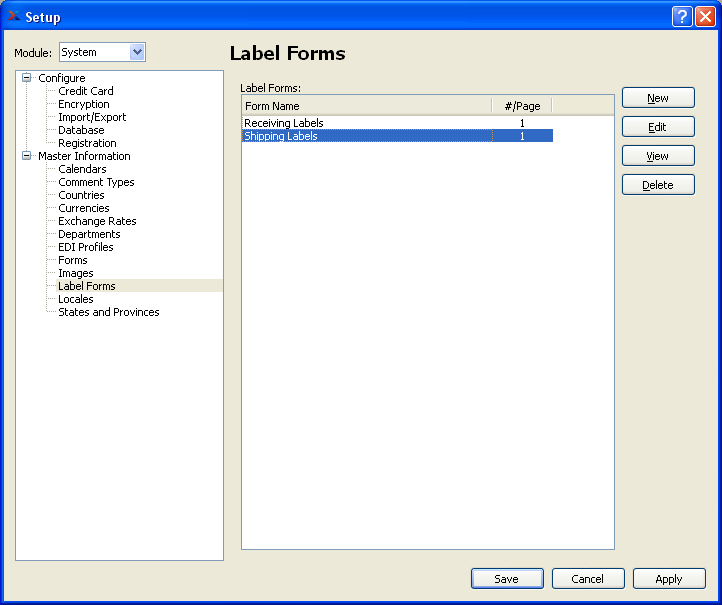 Setup
Module: System
Label Forms
Configure
Credit Card
Encryption
Import/Export
Database
Registration
Master Information
Calendars
Comment Types
Countries
Currencies
Exchange Rates
Departments
EDI Profiles
Forms
Images
Label Forms
Locales
States and Provinces
Label Forms:
Form Name #/Page
Receiving Labels 1
Shipping Labels 1
New
Edit
View
Delete
Save Cancel Apply